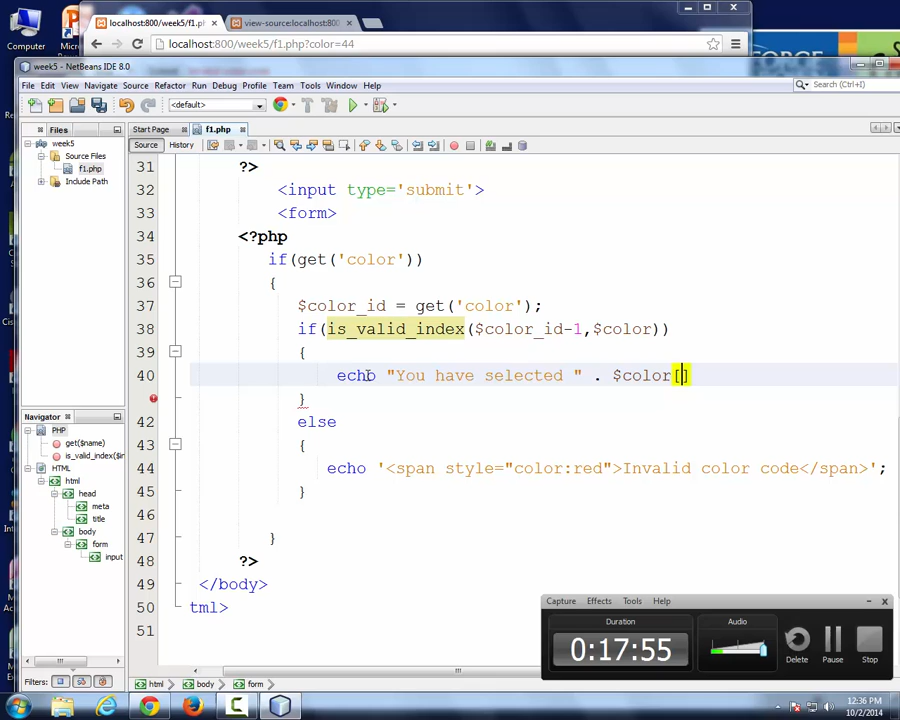 localhost:800/week5/f1.php
view-source:localhost:800
localhost:800/week5/f1.php?color=44
Computer
Micro
week5 - NetBeans IDE 8.0
File Edit View Navigate Source Refactor Run Debug Profile Team Tools Window Help
Search (Ctrl+I)
<default>
Files
Start Page
f1.php
week5
Source Files
f1.php
Include Path
Source History
31 ?>
32 <input type='submit'>
33 <form>
34 <?php
35 if(get('color'))
36 {
37 $color_id = get('color');
38 if(is_valid_index($color_id-1,$color))
39 {
40 echo "You have selected " . $color[]
}
42 else
43 {
44 echo '<span style="color:red">Invalid color code</span>';
45 }
46
47 }
48 ?>
49 </body>
50 tml>
51
Navigator
PHP
get($name)
is_valid_index($in
HTML
html
head
meta
title
body
form
input
Filters:
html body form
Capture Effects Tools Help
Duration
0:17:55
Audio
Delete Pause Stop
12:36 PM
10/2/2014